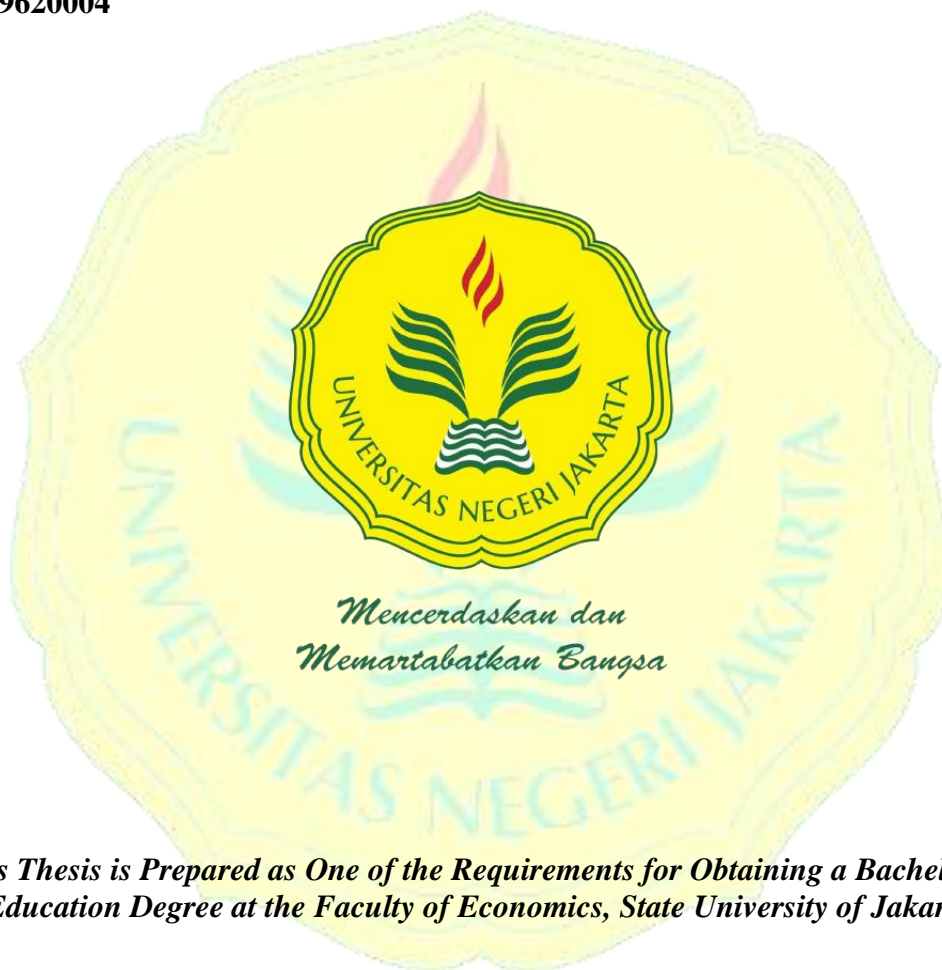 9620004
UNIVERSITAS NEGERI JAKARTA
Mencerdaskan dan
Memartabatkan Bangsa
UNIVERSITAS NEGERI JAKARTA
s Thesis is Prepared as One of the Requirements for Obtaining a Bachel
Education Degree at the Faculty of Economics, State University of Jakar